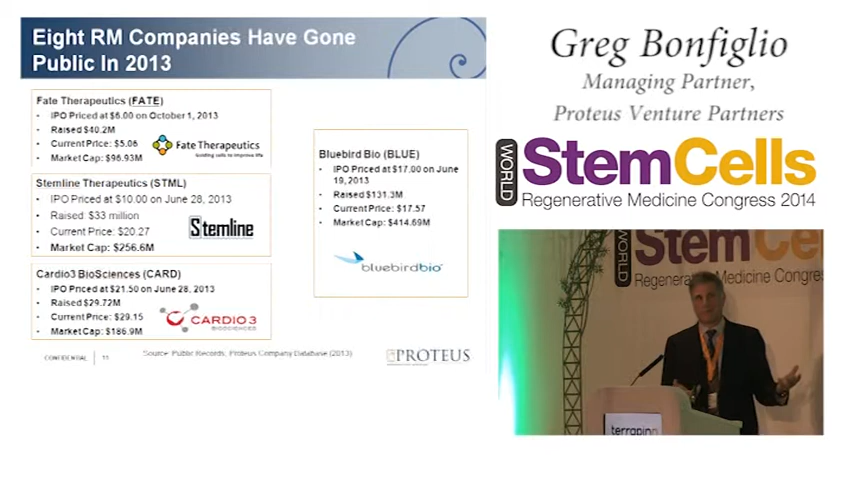 Eight RM Companies Have Gone
Public In 2013
Fate Therapeutics (FATE)
• IPO Priced at $6.00 on October 1, 2013
• Raised $40.2M
• Current Price: $5.06
• Market Cap: $96.93M
Fate Therapeutics
Stemline Therapeutics (STML)
• IPO Priced at $10.00 on June 28, 2013
• Raised: $33 million
• Current Price: $20.27
• Market Cap: $256.6M
Stemline
Cardio3 BioSciences (CARD)
• IPO Priced at $21.50 on June 28, 2013
• Raised $29.72M
• Current Price: $29.15
• Market Cap: $186.9M
CARDIO3
BIOSCIENCES
Bluebird Bio (BLUE)
• IPO Priced at $17.00 on June
19, 2013
• Raised $131.3M
• Current Price: $17.57
• Market Cap: $414.69M
bluebirdbio
CONFIDENTIAL | 11
Source: Public Records, Proteus Company Database (2013)
PROTEUS
Greg Bonfiglio
Managing Partner,
Proteus Venture Partners
WORLD
StemCells
Regenerative Medicine Congress 2014
WORLD
StemCe
Regenerative Medicine Congress
terrapinn